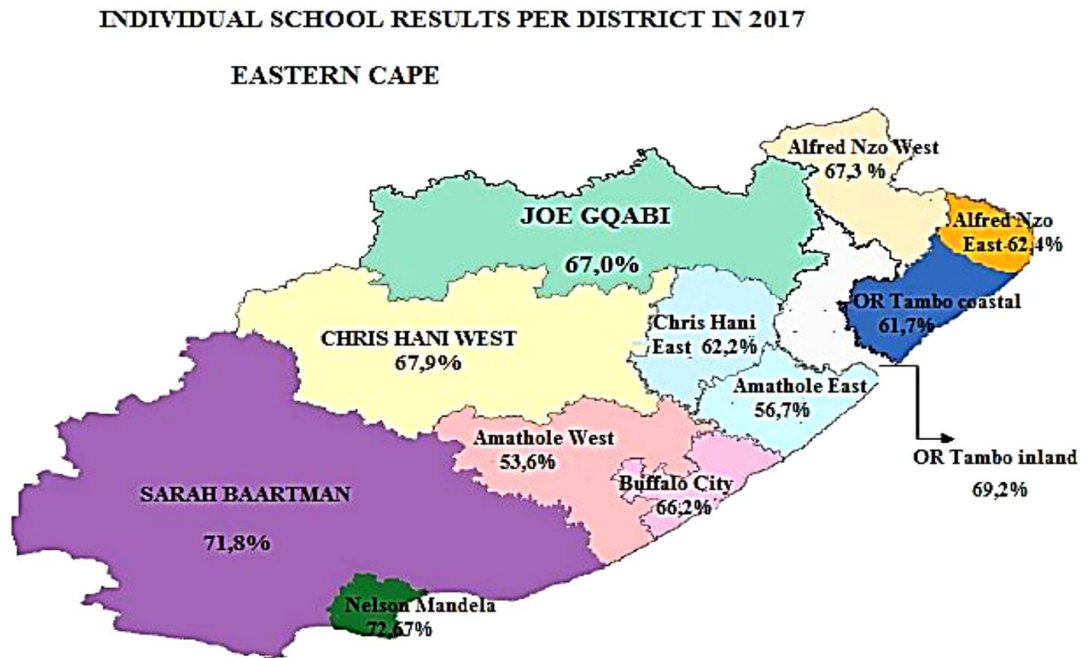 INDIVIDUAL SCHOOL RESULTS PER DISTRICT IN 2017
EASTERN CAPE
Alfred Nzo West
67,3 %
JOE GQABI
67,0%
Alfred Nzo
East-62,4%
OR Tambo coastal
61,7%
Chris Hani
East 62,2%
CHRIS HANI WEST
67,9%
Amathole East
56,7%
Amathole West
53,6%
OR Tambo inland
69,2%
Buffalo City
66,2%
SARAH BAARTMAN
71,8%
Nelson Mandela
72,67%